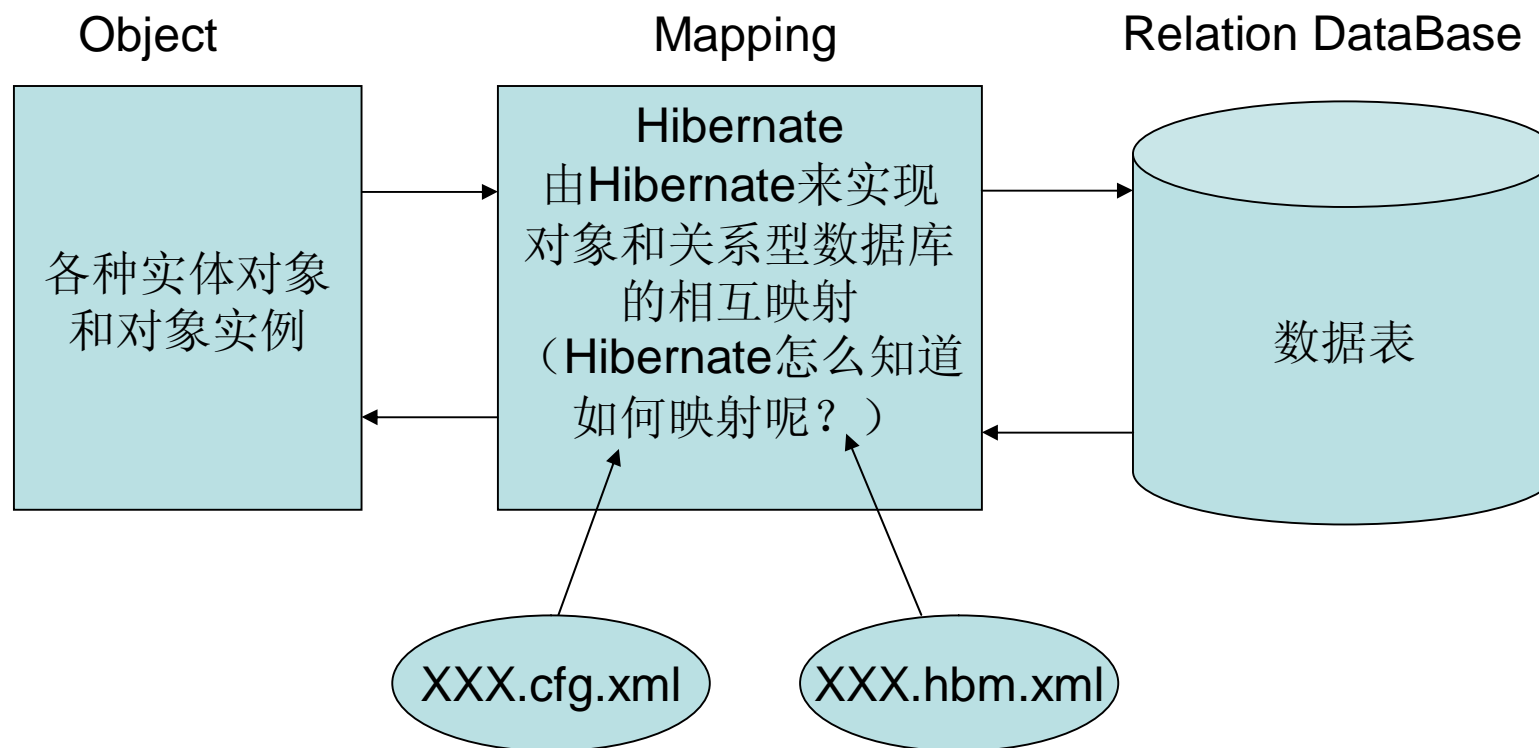 Object
Mapping
Relation DataBase
各种实体对象
和对象实例
Hibernate
由Hibernate来实现
对象和关系型数据库
的相互映射
（Hibernate怎么知道
如何映射呢？）
数据表
XXX.cfg.xml
XXX.hbm.xml